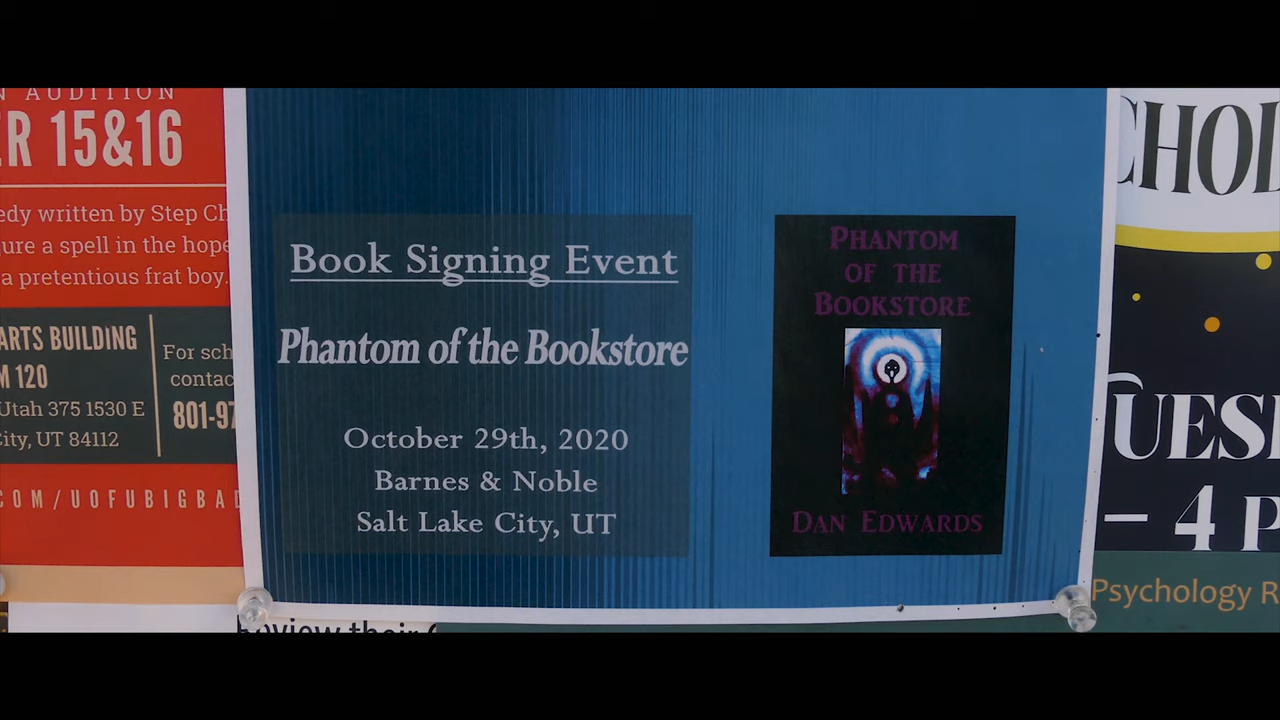 N AUDITION
ER 15&16
edy written by Step Ch
ure a spell in the hope
a pretentious frat boy.
ARTS BUILDING
M 120
Utah 375 1530 E
City, UT 84112
For sch
contac
801-97
COM/UOFUBIGBAD
Book Signing Event
Phantom of the Bookstore
October 29th, 2020
Barnes & Noble
Salt Lake City, UT
PHANTOM
OF THE
BOOKSTORE
DAN EDWARDS
CHOL
UES
– 4 P
Psychology R
Review their